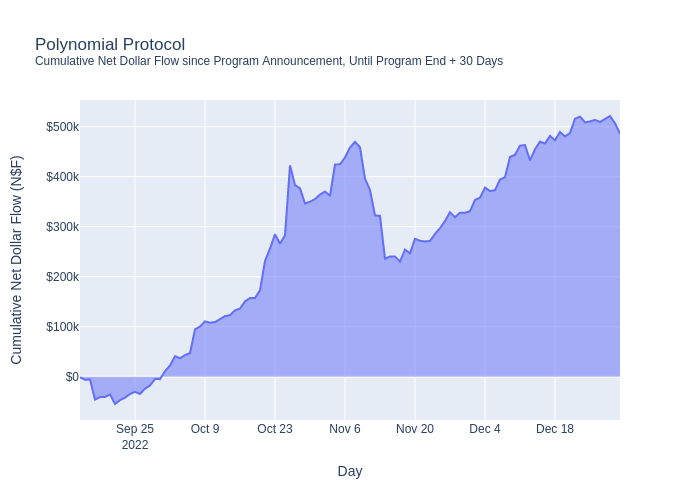 Polynomial Protocol
Cumulative Net Dollar Flow since Program Announcement, Until Program End + 30 Days
Cumulative Net Dollar Flow (N$F)
$500k
$400k
$300k
$200k
$100k
$0
Sep 25
2022
Oct 9
Oct 23
Nov 6
Nov 20
Dec 4
Dec 18
Day